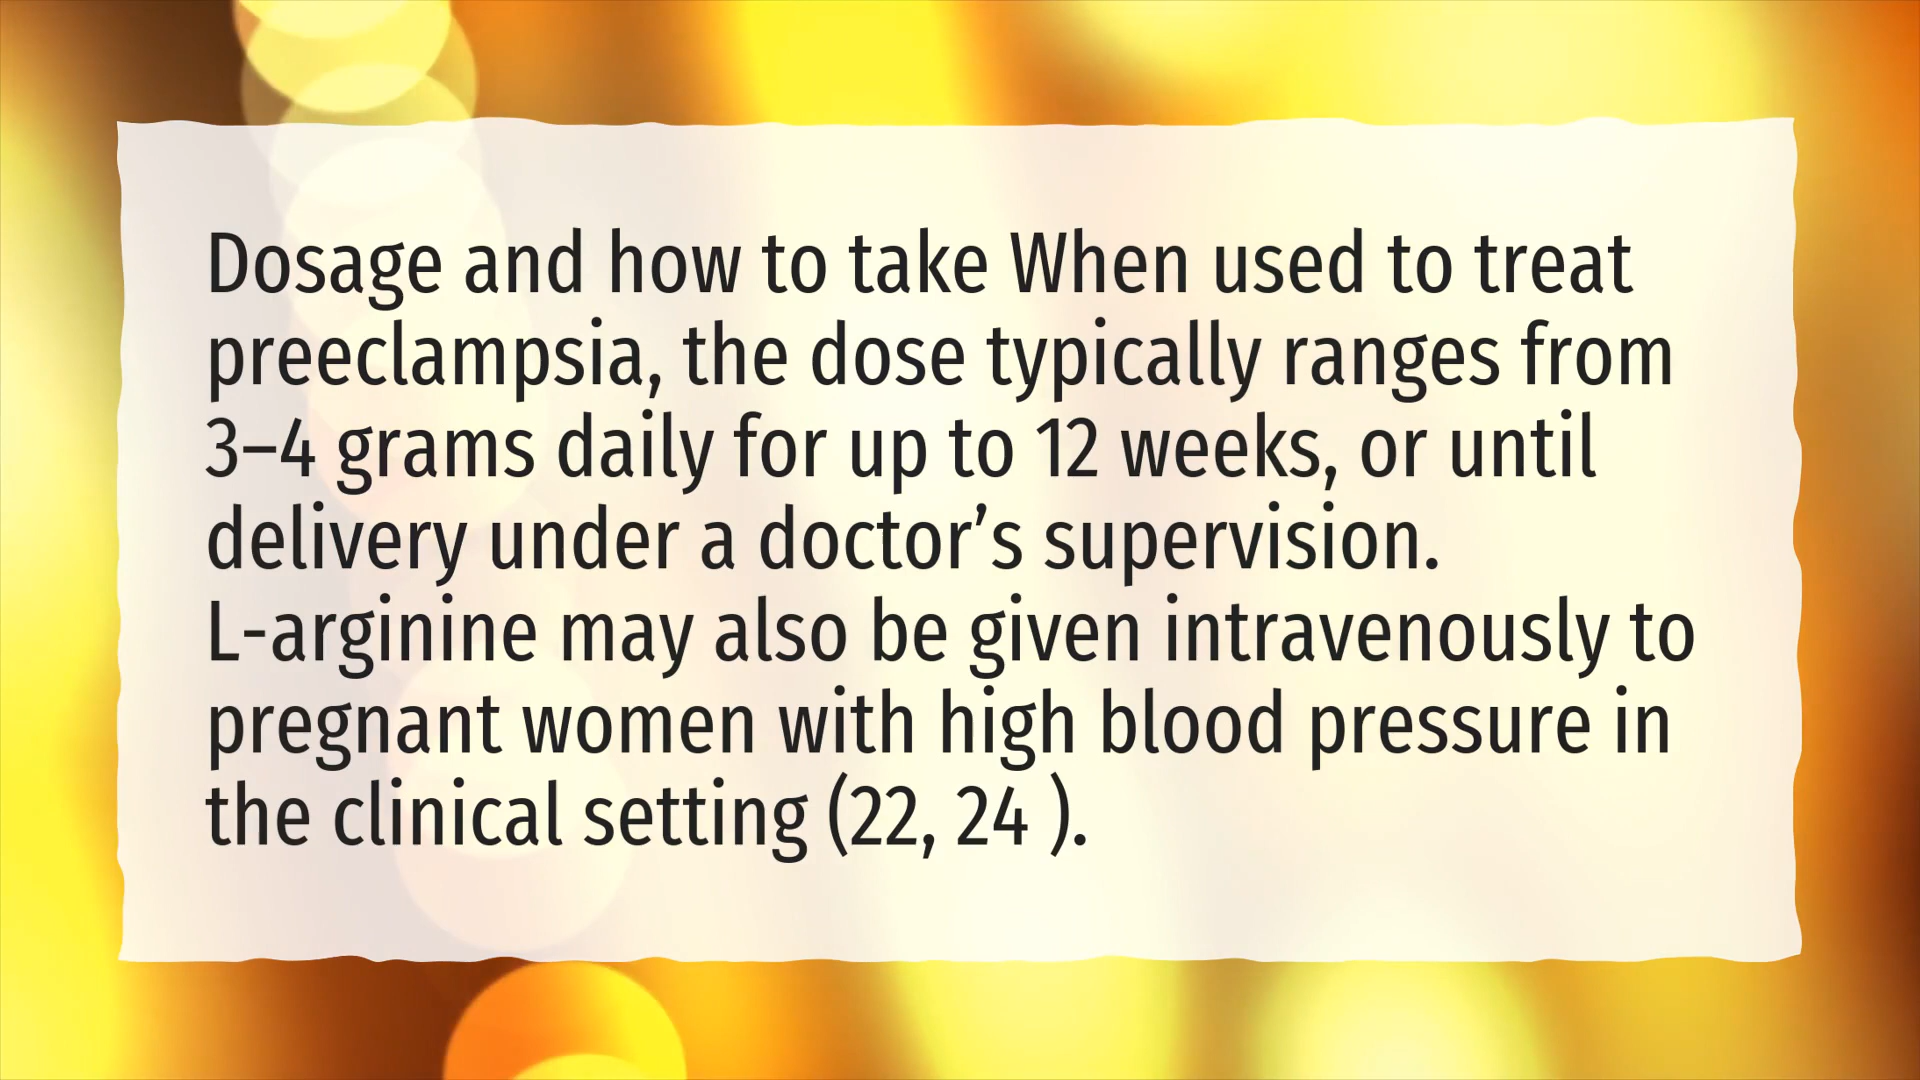 Dosage and how to take When used to treat
preeclampsia, the dose typically ranges from
3–4 grams daily for up to 12 weeks, or until
delivery under a doctor’s supervision.
L-arginine may also be given intravenously to
pregnant women with high blood pressure in
the clinical setting (22, 24 ).